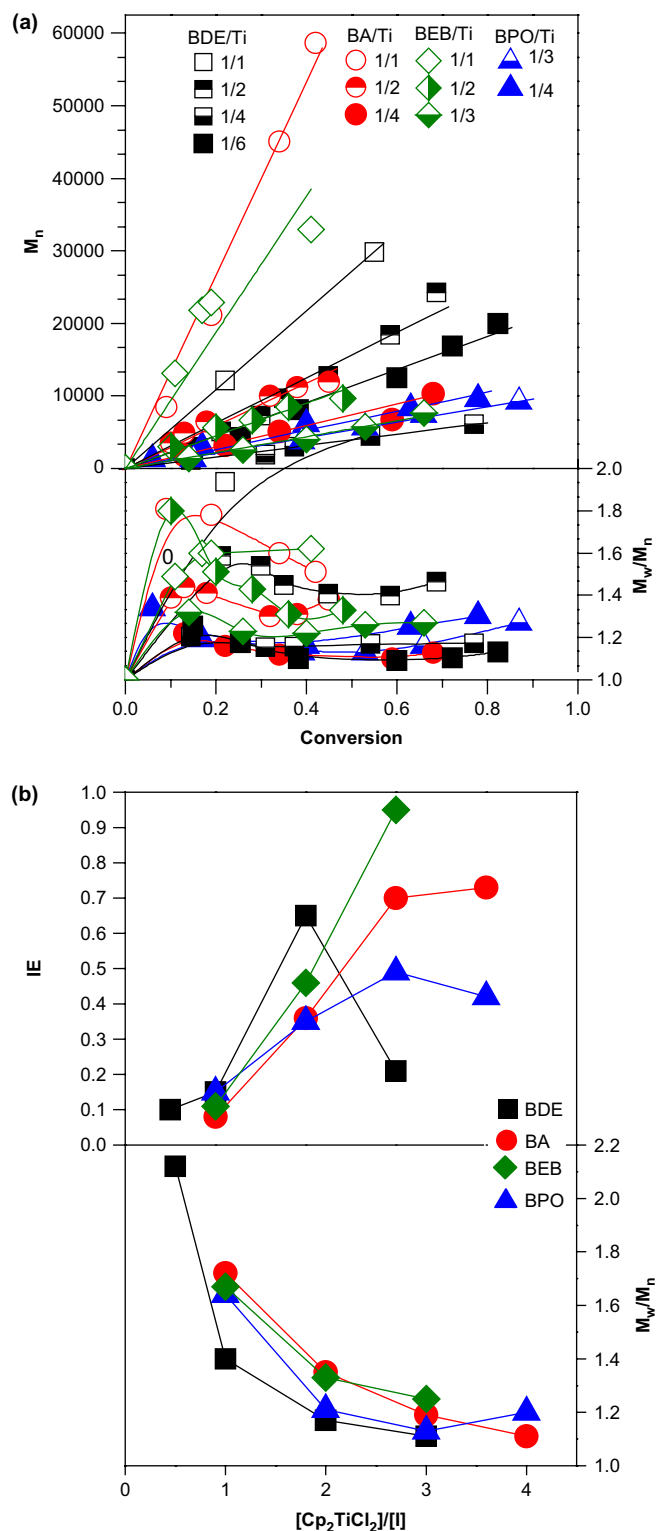 (a)
BDE/Ti BA/Ti BEB/Ti BPO/Ti
1/1 1/1 1/1 1/3
1/2 1/2 1/2 1/4
1/4 1/4 1/3
1/6
60000
50000
40000
30000
20000
10000
0
Mn
2.0
1.8
1.6
1.4
1.2
1.0
Mw/Mn
0
0.0 0.2 0.4 0.6 0.8 1.0
Conversion
(b)
1.0
0.9
0.8
0.7
0.6
0.5
0.4
0.3
0.2
0.1
0.0
IE
BDE
BA
BEB
BPO
2.2
2.0
1.8
1.6
1.4
1.2
1.0
Mw/Mn
0 1 2 3 4
[Cp2TiCl2]/[I]